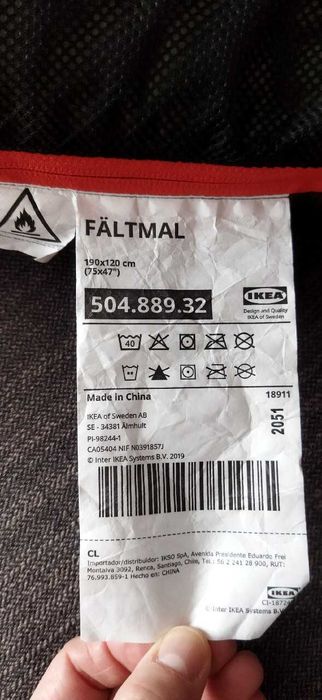 FÄLTMAL
190x120 cm
(75x47")
504.889.32
IKEA
Design and Quality
IKEA of Sweden
40
Made in China
18911
2051
IKEA of Sweden AB
SE - 34381 Älmhult
PI-98244-1
CA05404 NIF N0391857J
© Inter IKEA Systems B.V. 2019
CL
Importador/distribuidor: IKSO SpA, Avenida Presidente Eduardo Frei
Montalva 3092, Renca, Santiago, Chile, Tel.: 56 2 241 28 900, RUT:
76.993.859-1 Hecho en: CHINA
IKEA
© Inter IKEA Systems B.V.